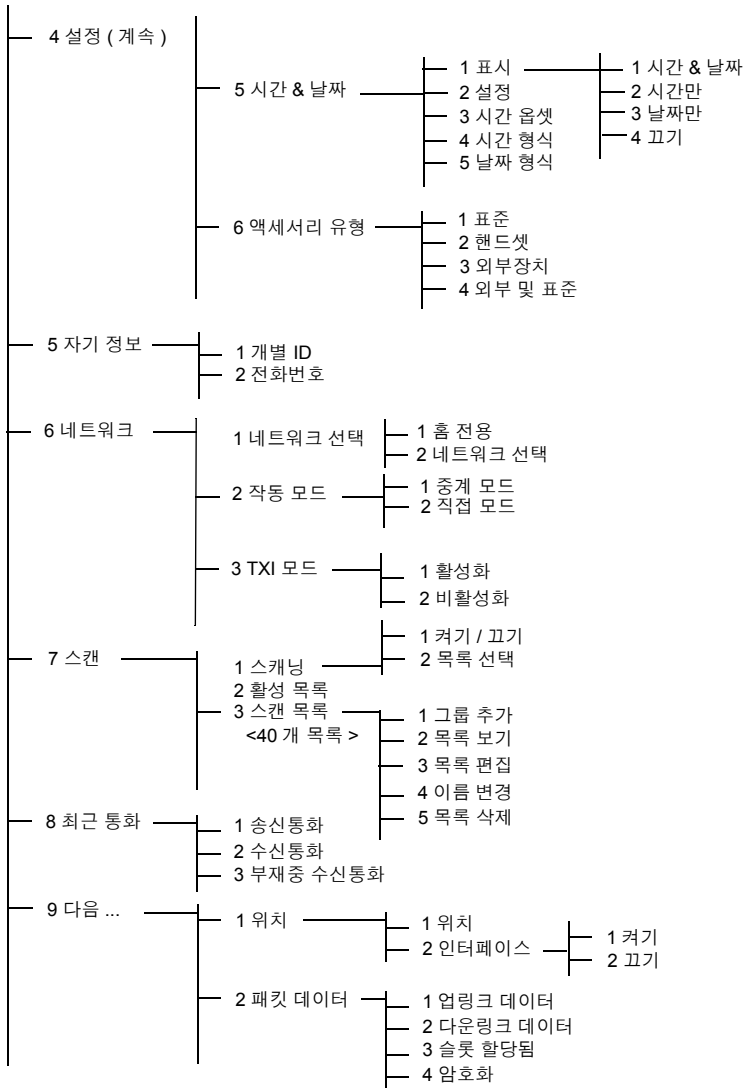 4 설정 ( 계속 )
5 시간 & 날짜
1 표시
2 설정
3 시간 옵셋
4 시간 형식
5 날짜 형식
1 시간 & 날짜
2 시간만
3 날짜만
4 끄기
6 액세서리 유형
1 표준
2 핸드셋
3 외부장치
4 외부 및 표준
5 자기 정보
1 개별 ID
2 전화번호
6 네트워크
1 네트워크 선택
1 홈 전용
2 네트워크 선택
2 작동 모드
1 중계 모드
2 직접 모드
3 TXI 모드
1 활성화
2 비활성화
7 스캔
1 스캐닝
1 켜기 / 끄기
2 목록 선택
2 활성 목록
3 스캔 목록
<40 개 목록 >
1 그룹 추가
2 목록 보기
3 목록 편집
4 이름 변경
5 목록 삭제
8 최근 통화
1 송신통화
2 수신통화
3 부재중 수신통화
9 다음 ...
1 위치
1 위치
2 인터페이스
1 켜기
2 끄기
2 패킷 데이터
1 업링크 데이터
2 다운링크 데이터
3 슬롯 할당됨
4 암호화